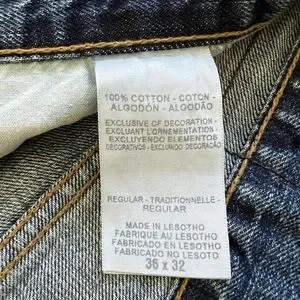 100% COTTON - COTON -
ALGODÓN - ALGODÃO
EXCLUSIVE OF DECORATION -
EXCLUANT L'ORNEMENTATION -
EXCLUYENDO ELEMENTOS
DECORATIVOS - EXCLUINDO DECORAÇÃO
REGULAR - TRADITIONNELLE -
REGULAR
MADE IN LESOTHO
FABRIQUE AU LESOTHO
FABRICADO EN LESOTHO
FABRICADO NO LESOTO
36 x 32